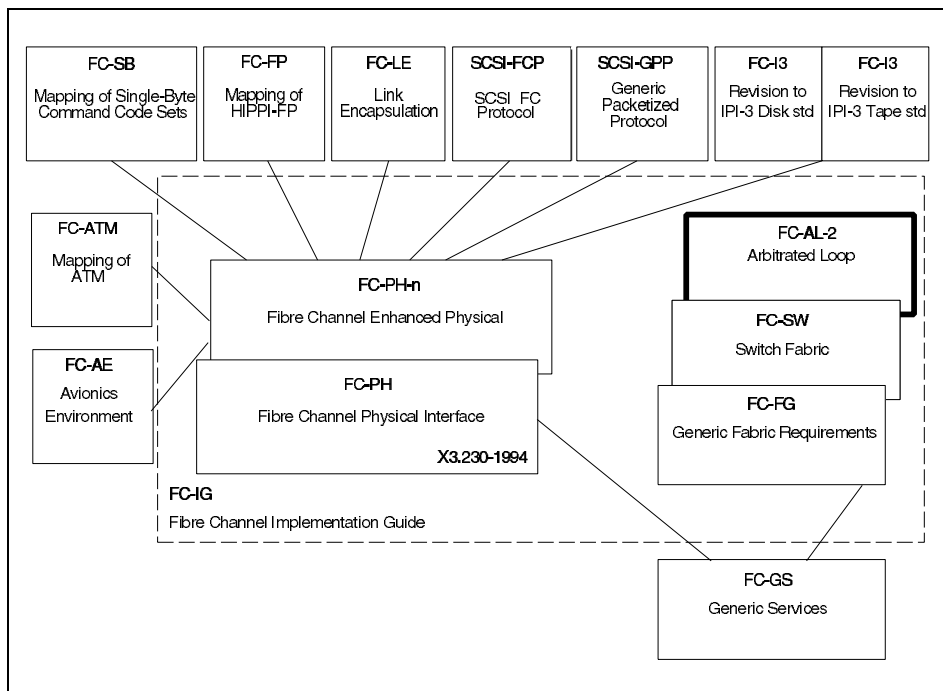 FC-SB
Mapping of Single-Byte
Command Code Sets
FC-FP
Mapping of
HIPPI-FP
FC-LE
Link
Encapsulation
SCSI-FCP
SCSI FC
Protocol
SCSI-GPP
Generic
Packetized
Protocol
FC-I3
Revision to
IPI-3 Disk std
FC-I3
Revision to
IPI-3 Tape std
FC-ATM
Mapping of
ATM
FC-AL-2
Arbitrated Loop
FC-PH-n
Fibre Channel Enhanced Physical
FC-SW
Switch Fabric
FC-AE
Avionics
Environment
FC-PH
Fibre Channel Physical Interface
X3.230-1994
FC-FG
Generic Fabric Requirements
FC-IG
Fibre Channel Implementation Guide
FC-GS
Generic Services